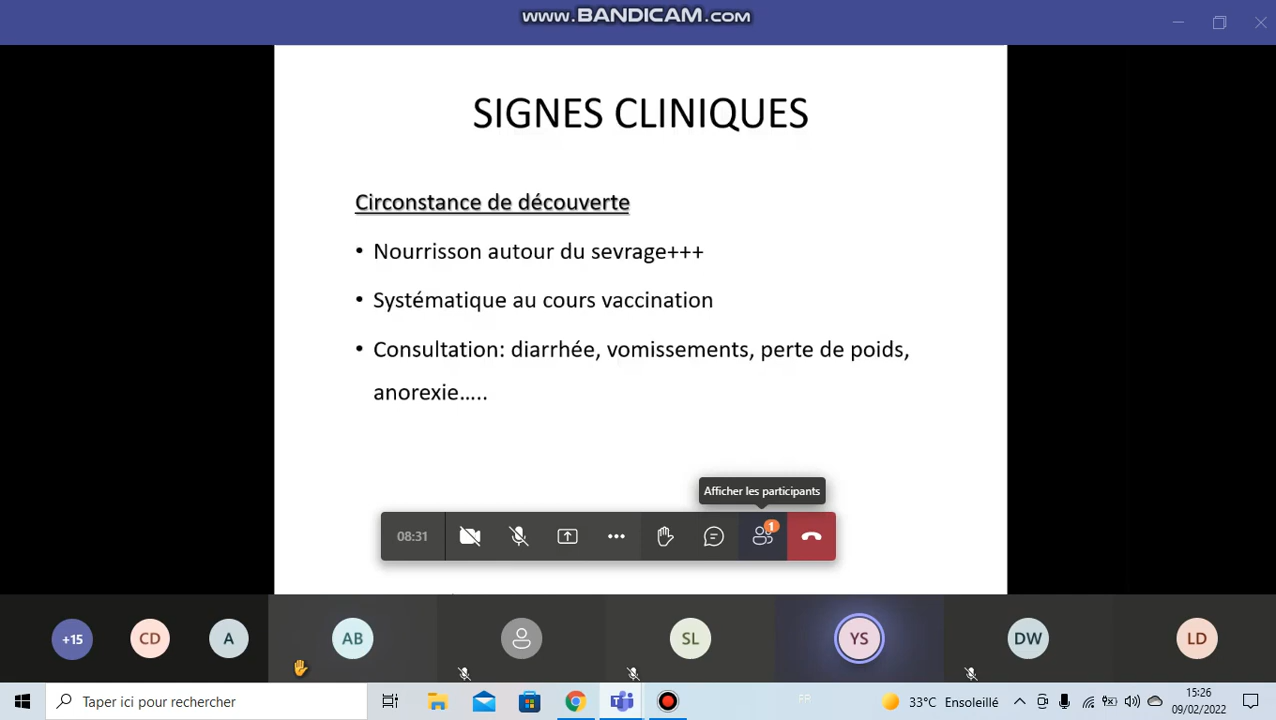 www.BANDICAM.com
SIGNES CLINIQUES
Circonstance de découverte
• Nourrisson autour du sevrage+++
• Systématique au cours vaccination
• Consultation: diarrhée, vomissements, perte de poids,
anorexie…..
Afficher les participants
08:31
1
+15
CD
A
AB
SL
YS
DW
LD
Taper ici pour rechercher
FR
33°C Ensoleillé
15:26
09/02/2022